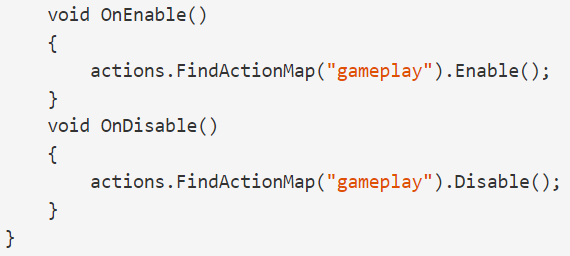 void OnEnable()
{
actions.FindActionMap("gameplay").Enable();
}
void OnDisable()
{
actions.FindActionMap("gameplay").Disable();
}
}